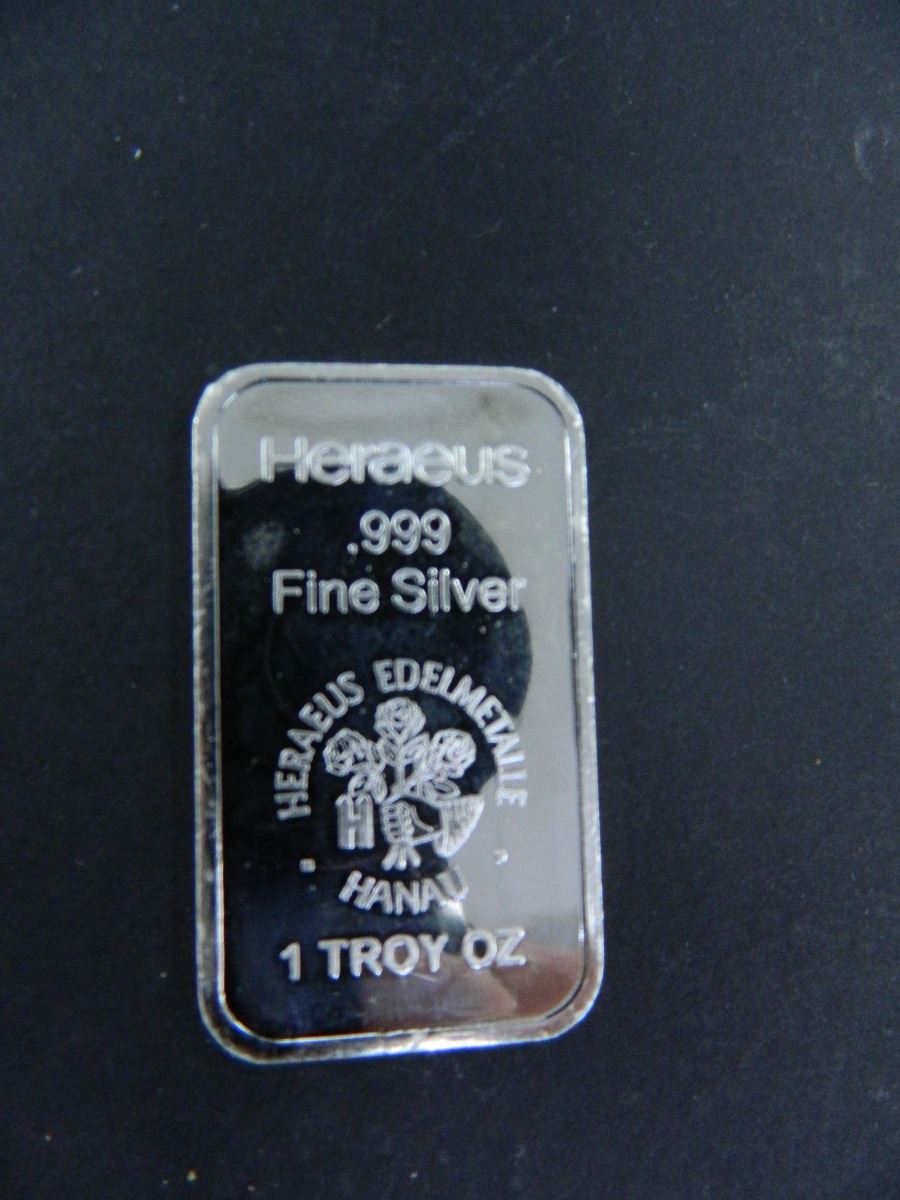 Heraeus
.999
Fine Silver
HERAEUS EDELMETALLE
H
HANAU
1 TROY OZ